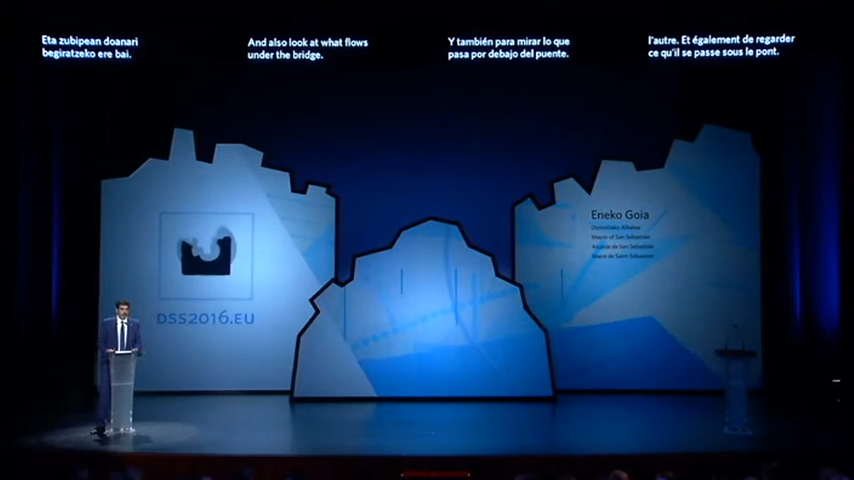 Eta zubipean doanari
begiratzeko ere bai.
And also look at what flows
under the bridge.
Y también para mirar lo que
pasa por debajo del puente.
l'autre. Et également de regarder
ce qu'il se passe sous le pont.
Eneko Goia
Donostiako Alkatea
Mayor of San Sebastian
Alcalde de San Sebastián
Maire de Saint-Sébastien
DSS2016.EU